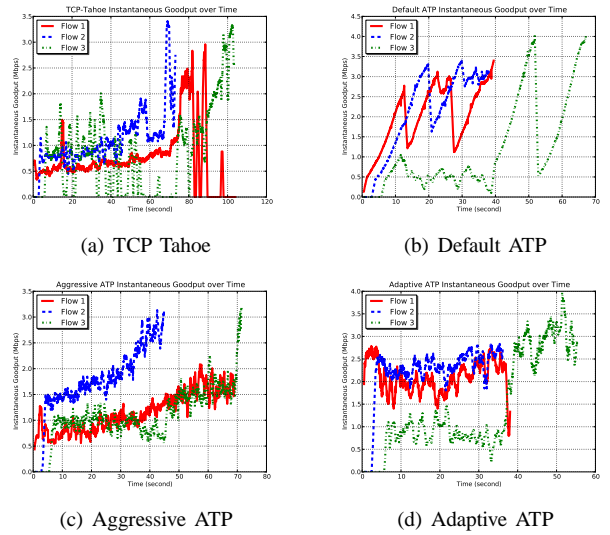 TCP-Tahoe Instantaneous Goodput over Time
Flow 1
Flow 2
Flow 3
Instantaneous Goodput (Mbps)
3.5
3.0
2.5
2.0
1.5
1.0
0.5
0.0
0 20 40 60 80 100 120
Time (second)
(a) TCP Tahoe
Default ATP Instantaneous Goodput over Time
Flow 1
Flow 2
Flow 3
Instantaneous Goodput (Mbps)
4.5
4.0
3.5
3.0
2.5
2.0
1.5
1.0
0.5
0.0
0 10 20 30 40 50 60 70
Time (second)
(b) Default ATP
Aggressive ATP Instantaneous Goodput over Time
Flow 1
Flow 2
Flow 3
Instantaneous Goodput (Mbps)
3.5
3.0
2.5
2.0
1.5
1.0
0.5
0.0
0 10 20 30 40 50 60 70 80
Time (second)
(c) Aggressive ATP
Adaptive ATP Instantaneous Goodput over Time
Flow 1
Flow 2
Flow 3
Instantaneous Goodput (Mbps)
4.0
3.5
3.0
2.5
2.0
1.5
1.0
0.5
0.0
0 10 20 30 40 50 60
Time (second)
(d) Adaptive ATP